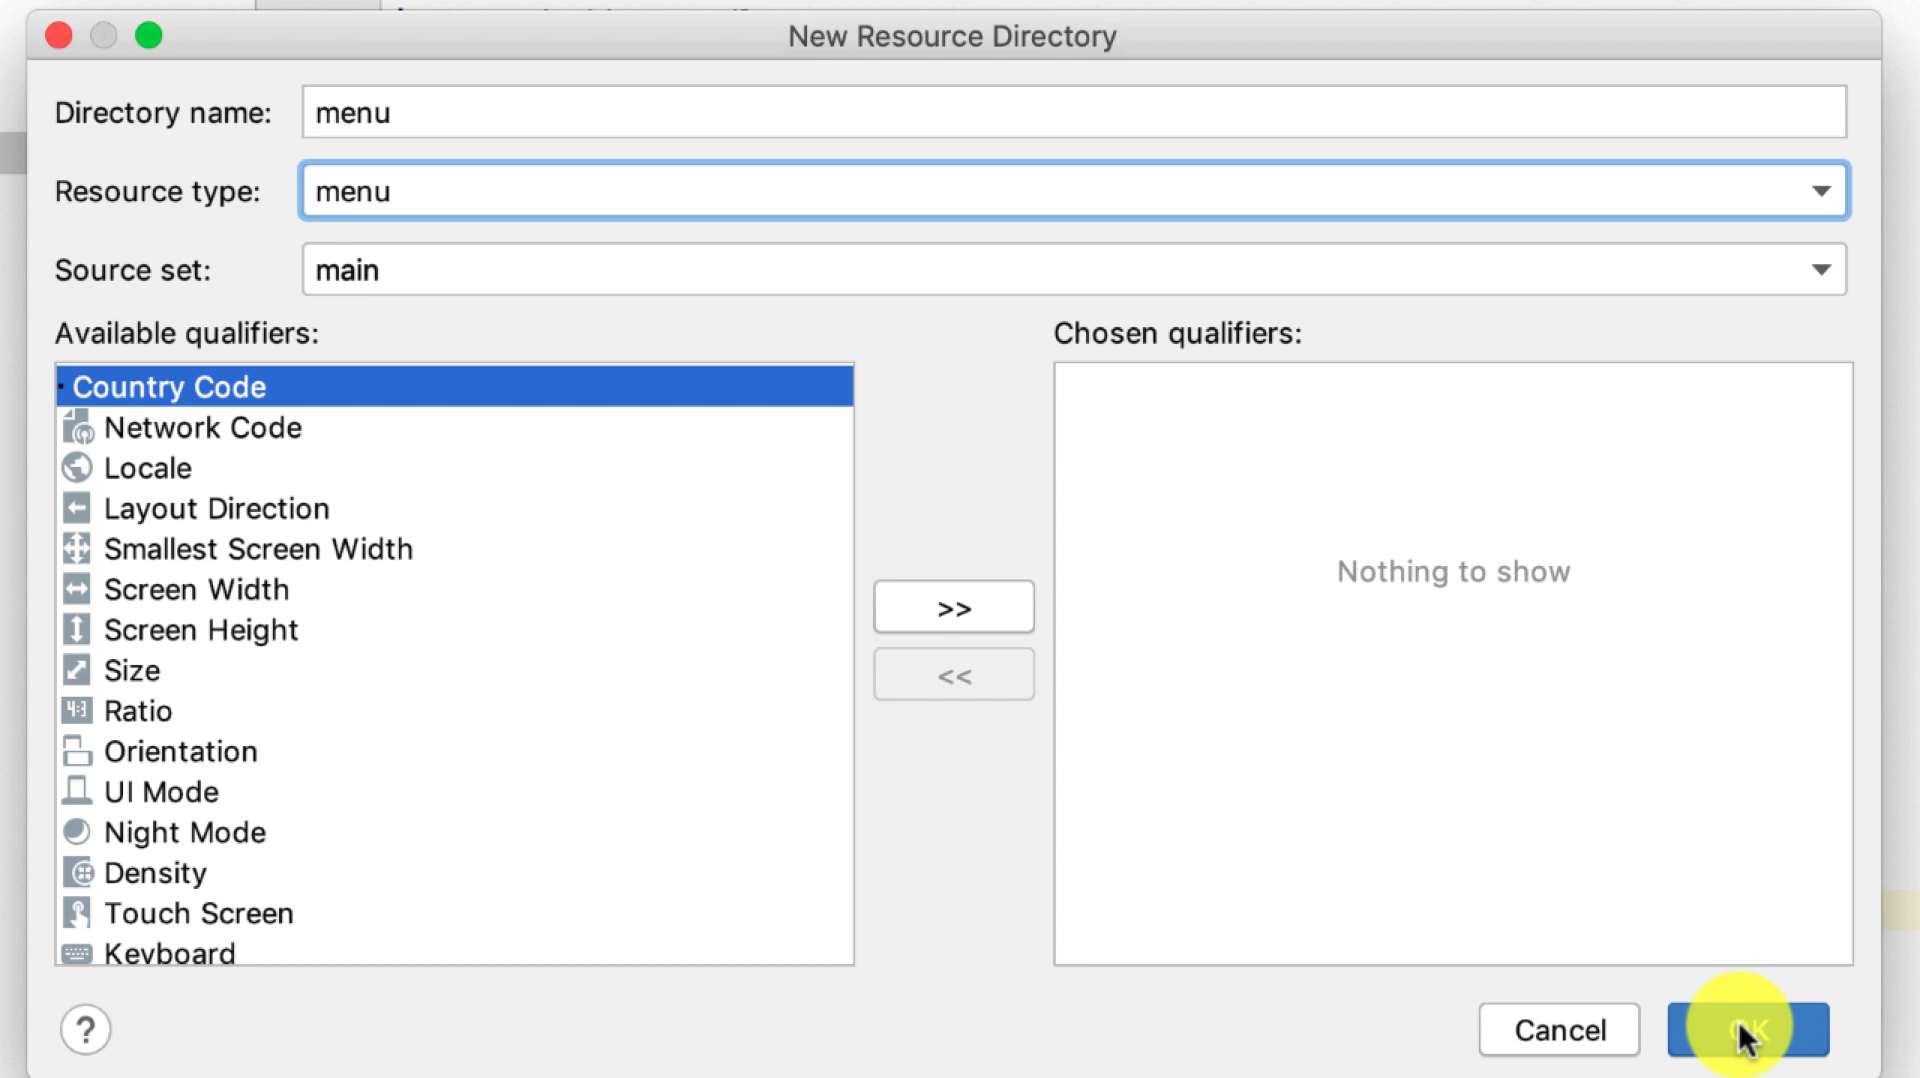 New Resource Directory
Directory name: menu
Resource type: menu
Source set: main
Available qualifiers:
Chosen qualifiers:
Country Code
Network Code
Locale
Layout Direction
Smallest Screen Width
Screen Width
Screen Height
Size
Ratio
Orientation
UI Mode
Night Mode
Density
Touch Screen
Keyboard
>>
<<
Nothing to show
?
Cancel
OK